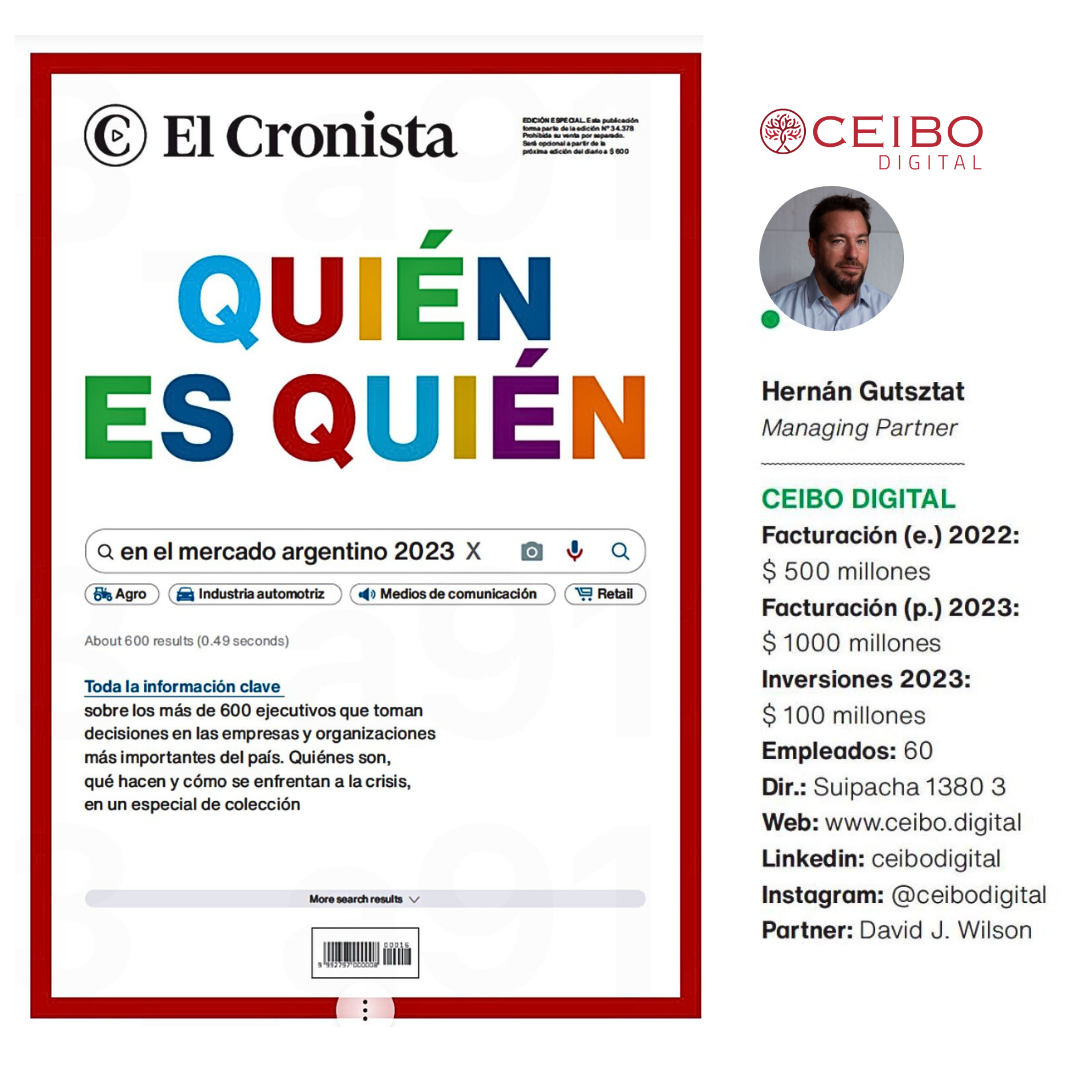 El Cronista
EDICIÓN ESPECIAL. Esta publicación
forma parte de la edición N° 34.378
Prohibida su venta por separado.
Será opcional a partir de la
próxima edición del diario a $ 600
QUIÉN
ES QUIÉN
en el mercado argentino 2023 X
Agro
Industria automotriz
Medios de comunicación
Retail
About 600 results (0.49 seconds)
Toda la información clave
sobre los más de 600 ejecutivos que toman
decisiones en las empresas y organizaciones
más importantes del país. Quiénes son,
qué hacen y cómo se enfrentan a la crisis,
en un especial de colección
More search results
00016
CEIBO
DIGITAL
Hernán Gutsztat
Managing Partner
CEIBO DIGITAL
Facturación (e.) 2022:
$ 500 millones
Facturación (p.) 2023:
$ 1000 millones
Inversiones 2023:
$ 100 millones
Empleados: 60
Dir.: Suipacha 1380 3
Web: www.ceibo.digital
Linkedin: ceibodigital
Instagram: @ceibodigital
Partner: David J. Wilson